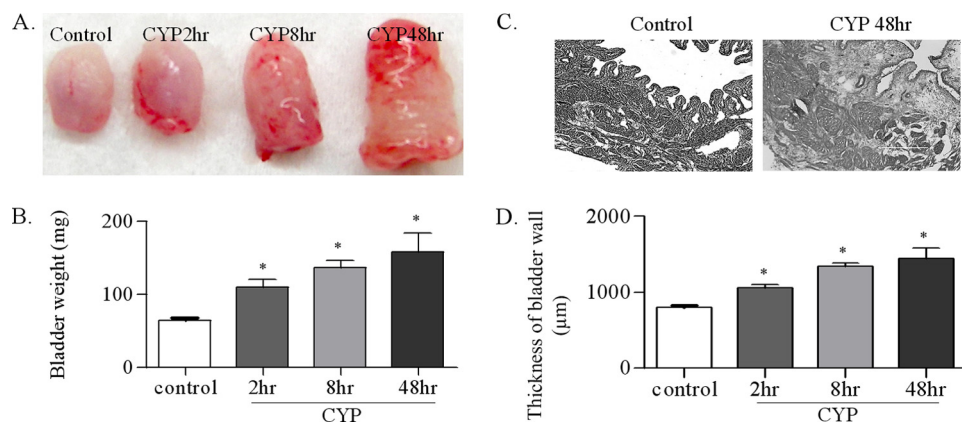 A.
Control CYP2hr CYP8hr CYP48hr
C.
Control CYP 48hr
B.
Bladder weight (mg)
200
100
0
* * *
control 2hr 8hr 48hr
CYP
D.
Thickness of bladder wall
(μm)
2000
1000
0
* * *
control 2hr 8hr 48hr
CYP